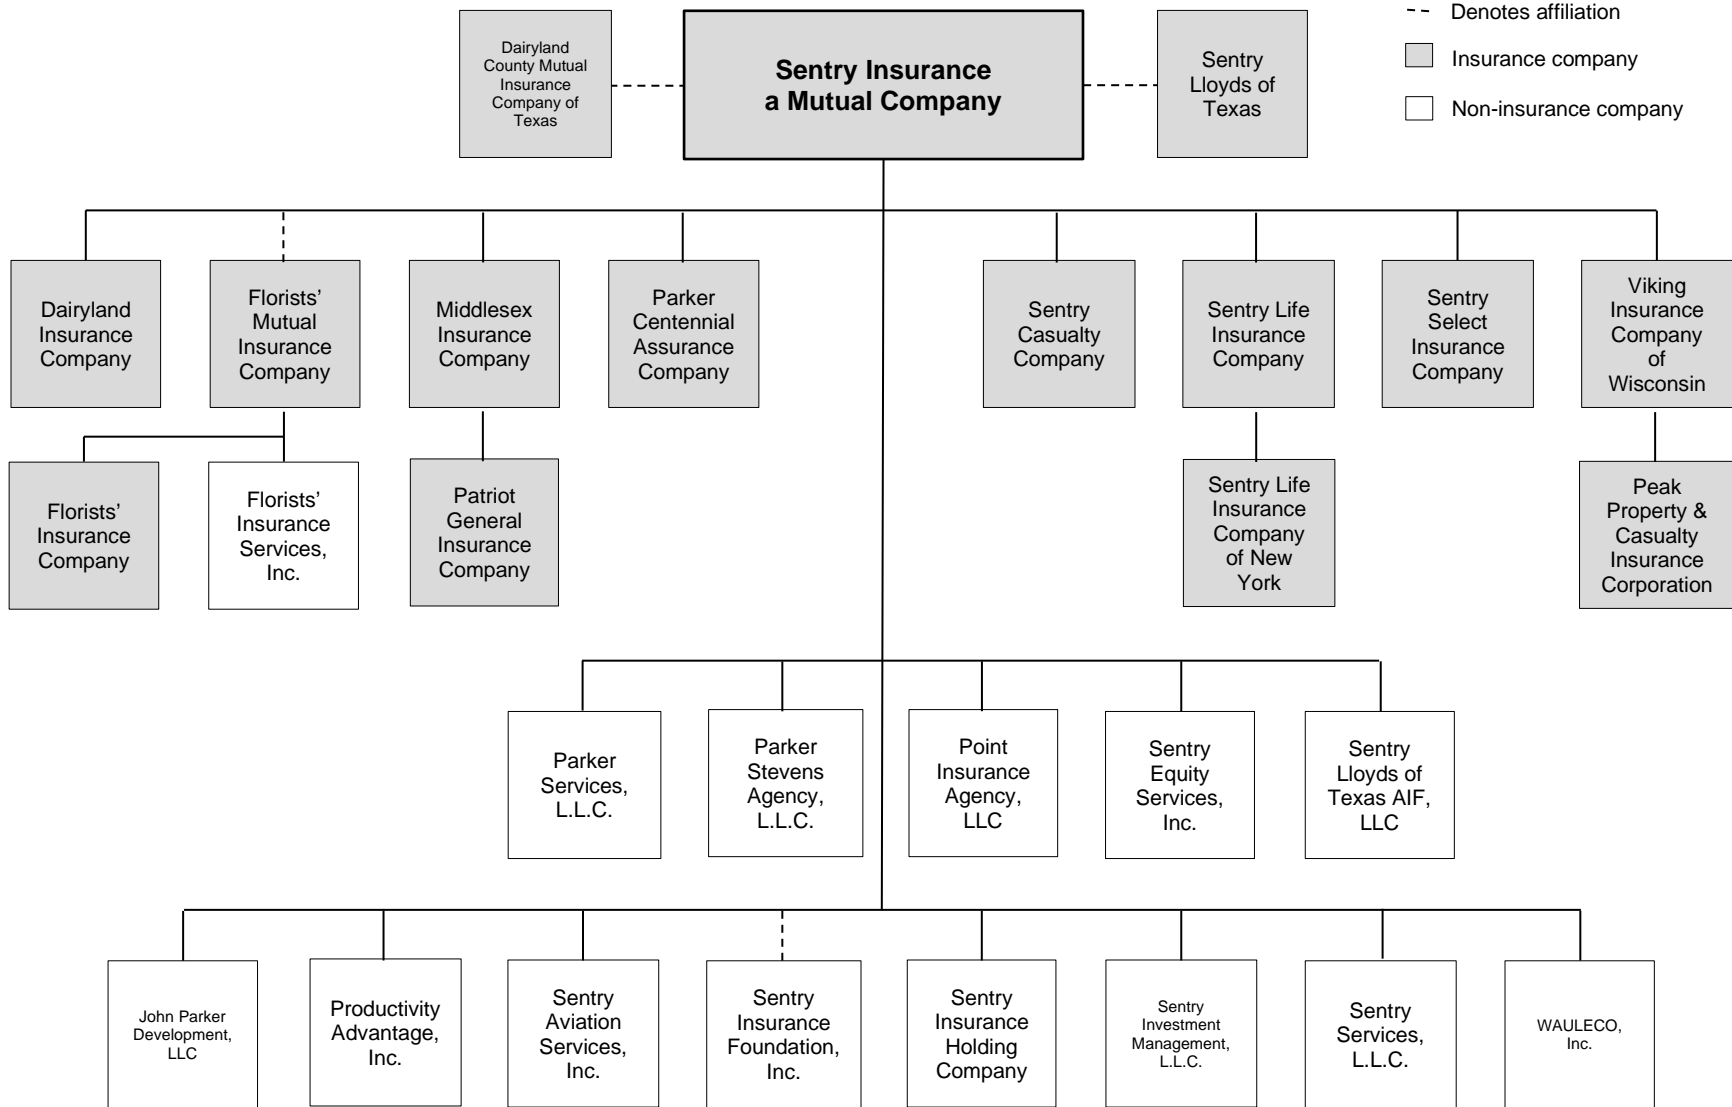 Denotes affiliation
Insurance company
Non-insurance company
Dairyland
County Mutual
Insurance
Company of
Texas
Sentry Insurance
a Mutual Company
Sentry
Lloyds of
Texas
Dairyland
Insurance
Company
Florists’
Mutual
Insurance
Company
Middlesex
Insurance
Company
Parker
Centennial
Assurance
Company
Sentry
Casualty
Company
Sentry Life
Insurance
Company
Sentry
Select
Insurance
Company
Viking
Insurance
Company
of
Wisconsin
Florists’
Insurance
Company
Florists’
Insurance
Services,
Inc.
Patriot
General
Insurance
Company
Sentry Life
Insurance
Company
of New
York
Peak
Property &
Casualty
Insurance
Corporation
Parker
Services,
L.L.C.
Parker
Stevens
Agency,
L.L.C.
Point
Insurance
Agency,
LLC
Sentry
Equity
Services,
Inc.
Sentry
Lloyds of
Texas AIF,
LLC
John Parker
Development,
LLC
Productivity
Advantage,
Inc.
Sentry
Aviation
Services,
Inc.
Sentry
Insurance
Foundation,
Inc.
Sentry
Insurance
Holding
Company
Sentry
Investment
Management,
L.L.C.
Sentry
Services,
L.L.C.
WAULECO,
Inc.